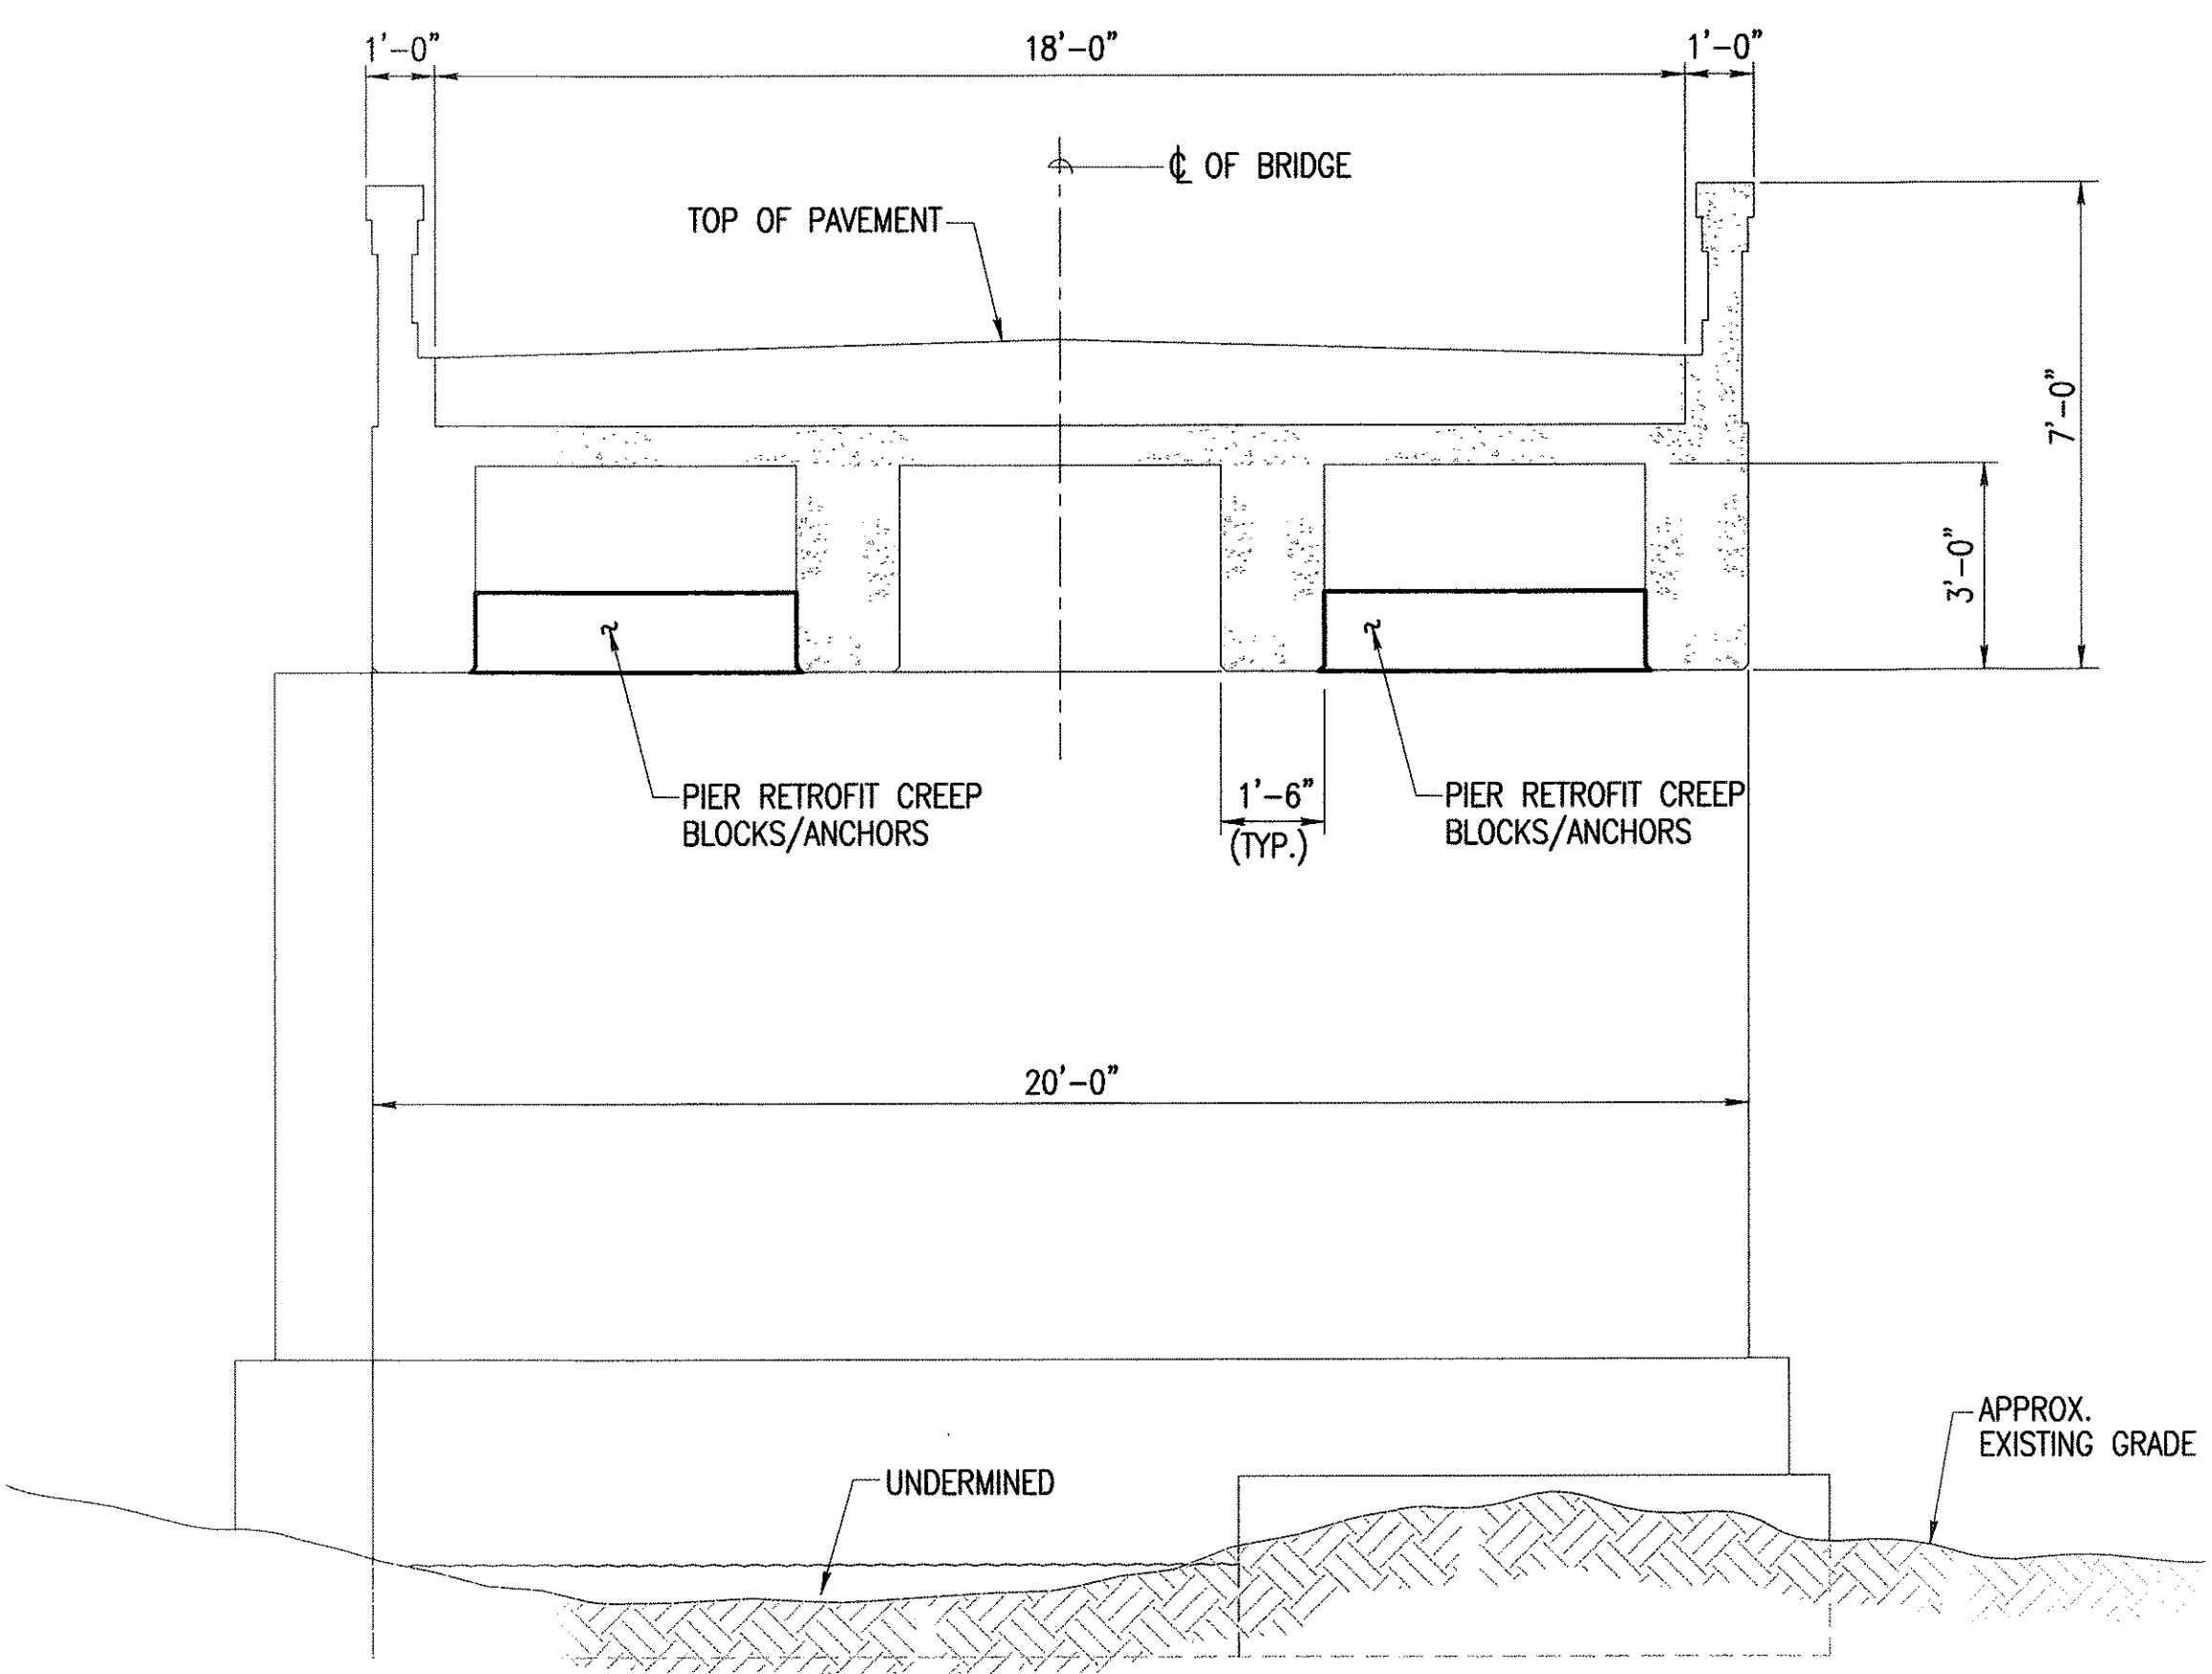 1'-0"
18'-0"
1'-0"
℄ OF BRIDGE
TOP OF PAVEMENT
7'-0"
3'-0"
PIER RETROFIT CREEP
BLOCKS/ANCHORS
1'-6"
(TYP.)
PIER RETROFIT CREEP
BLOCKS/ANCHORS
20'-0"
APPROX.
EXISTING GRADE
UNDERMINED